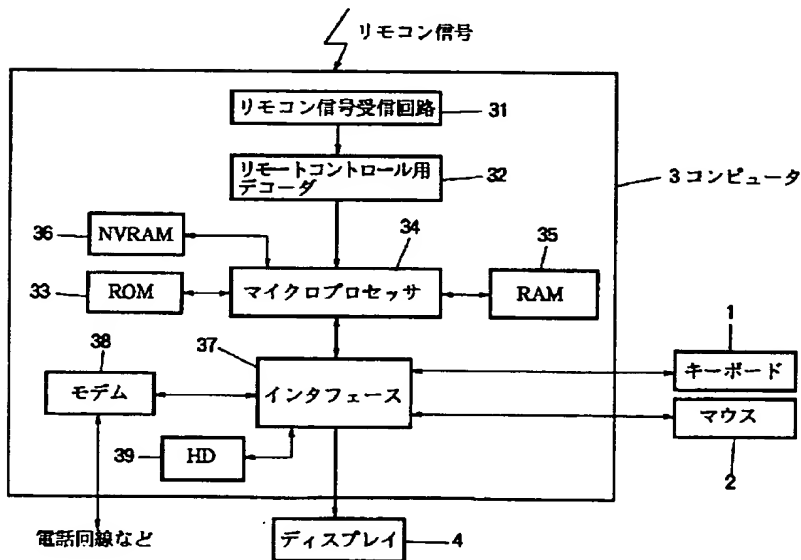 リモコン信号
リモコン信号受信回路
31
リモートコントロール用
デコーダ
32
3 コンピュータ
36
NVRAM
34
35
33
ROM
マイクロプロセッサ
RAM
38
37
1
モデム
インタフェース
キーボード
マウス
39
HD
2
電話回線など
ディスプレイ
4